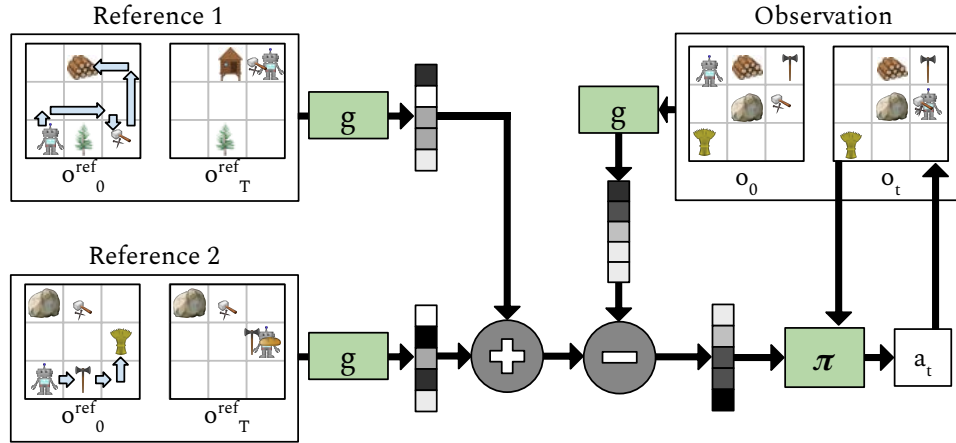 Reference 1
Observation
g
g
o^ref_0
o^ref_T
o_0
o_t
Reference 2
g
+
−
π
a_t
o^ref_0
o^ref_T